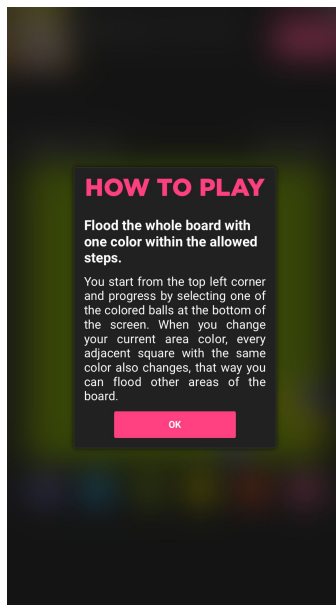 HOW TO PLAY
Flood the whole board with
one color within the allowed
steps.
You start from the top left corner
and progress by selecting one of
the colored balls at the bottom of
the screen. When you change
your current area color, every
adjacent square with the same
color also changes, that way you
can flood other areas of the
board.
OK